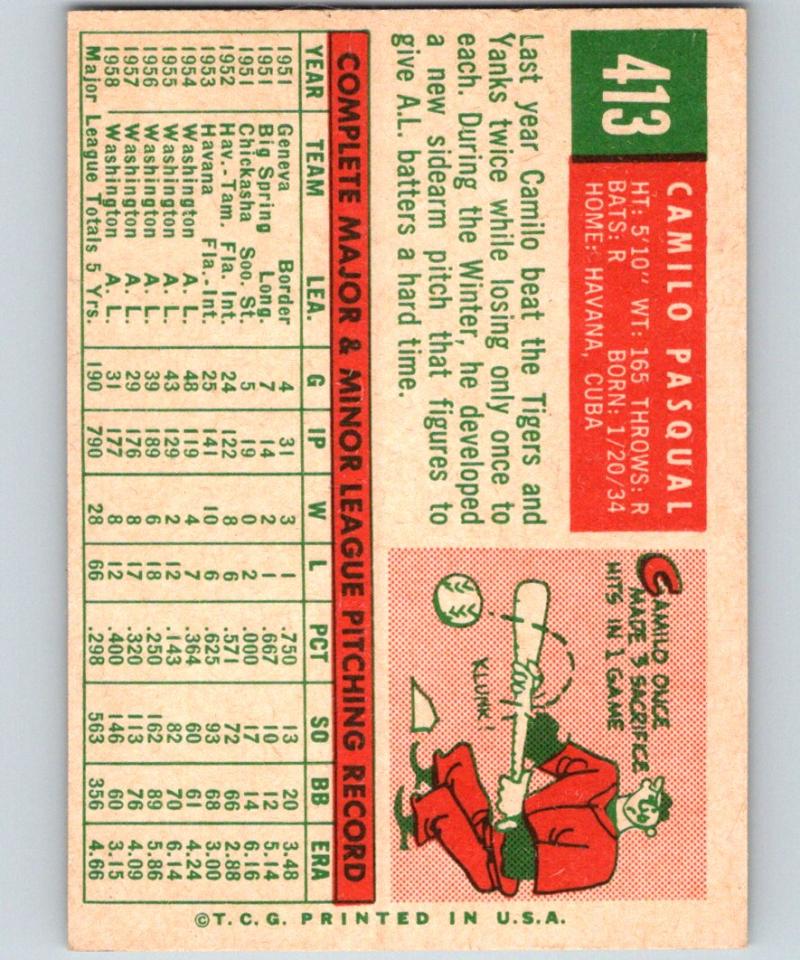 413
CAMILO PASQUAL
HT: 5'10" WT: 165 THROWS: R
BATS: R BORN: 1/20/34
HOME: HAVANA, CUBA
Last year Camilo beat the Tigers and
Yanks twice while losing only once to
each. During the Winter, he developed
a new sidearm pitch that figures to
give A.L. batters a hard time.
CAMILO ONCE
MADE 3 SACRIFICE
HITS IN 1 GAME
KLUNK!
COMPLETE MAJOR & MINOR LEAGUE PITCHING RECORD
YEAR TEAM LEA. G IP W L PCT SO BB ERA
1951 Geneva Border 4 31 3 1 .750 13 20 3.48
1951 Big Spring Long. 7 14 2 1 .667 10 12 5.14
1951 Chickasha Soo. St. 5 19 0 2 .000 17 14 6.16
1952 Hav.-Tam. Fla. Int. 24 122 8 6 .571 72 66 2.88
1953 Havana Fla.-Int. 25 141 10 6 .625 93 68 3.00
1954 Washington A. L. 48 119 4 7 .364 60 61 4.24
1955 Washington A. L. 43 129 2 12 .143 82 70 6.14
1956 Washington A. L. 39 189 6 18 .250 162 89 5.86
1957 Washington A. L. 29 176 8 17 .320 113 76 4.09
1958 Washington A. L. 31 177 8 12 .400 146 60 3.15
Major League Totals 5 Yrs. 190 790 28 66 .298 563 356 4.66
©T.C.G. PRINTED IN U.S.A.